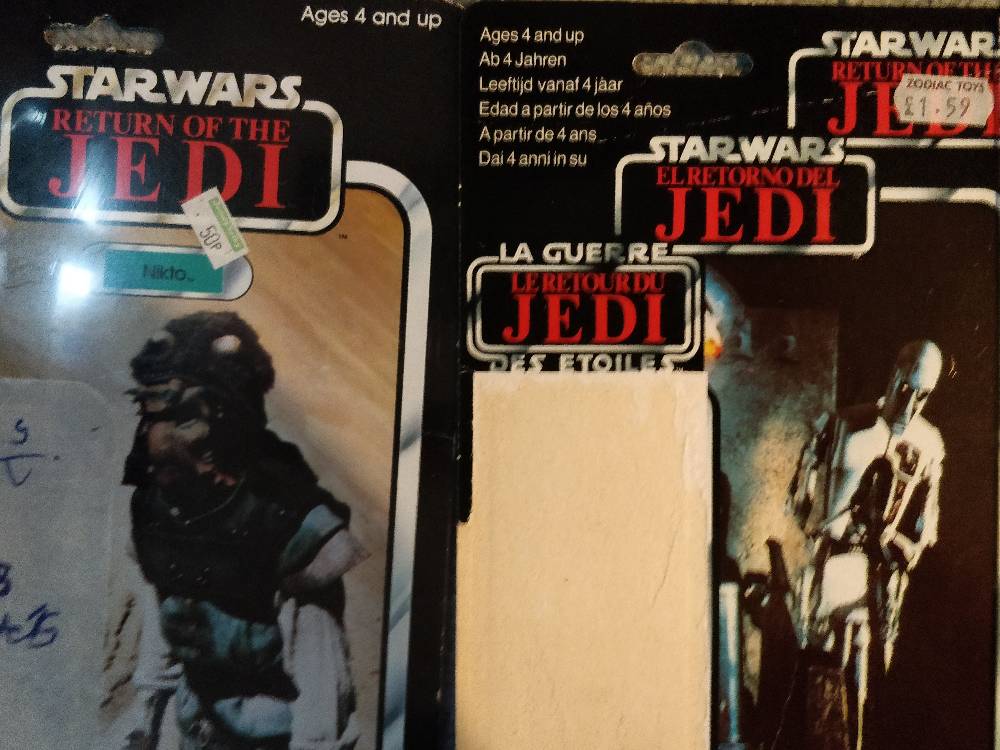 Ages 4 and up
STAR WARS
RETURN OF THE
JEDI
50P
Nikto
Ages 4 and up
Ab 4 Jahren
Leeftijd vanaf 4 jaar
Edad a partir de los 4 años
A partir de 4 ans
Dai 4 anni in su
STAR WAR
RETURN OF TH
JEDI
ZODIAC TOYS
£1.59
STAR WARS
EL RETORNO DEL
JEDI
LA GUERRE
LE RETOUR DU
JEDI
DES ETOILES